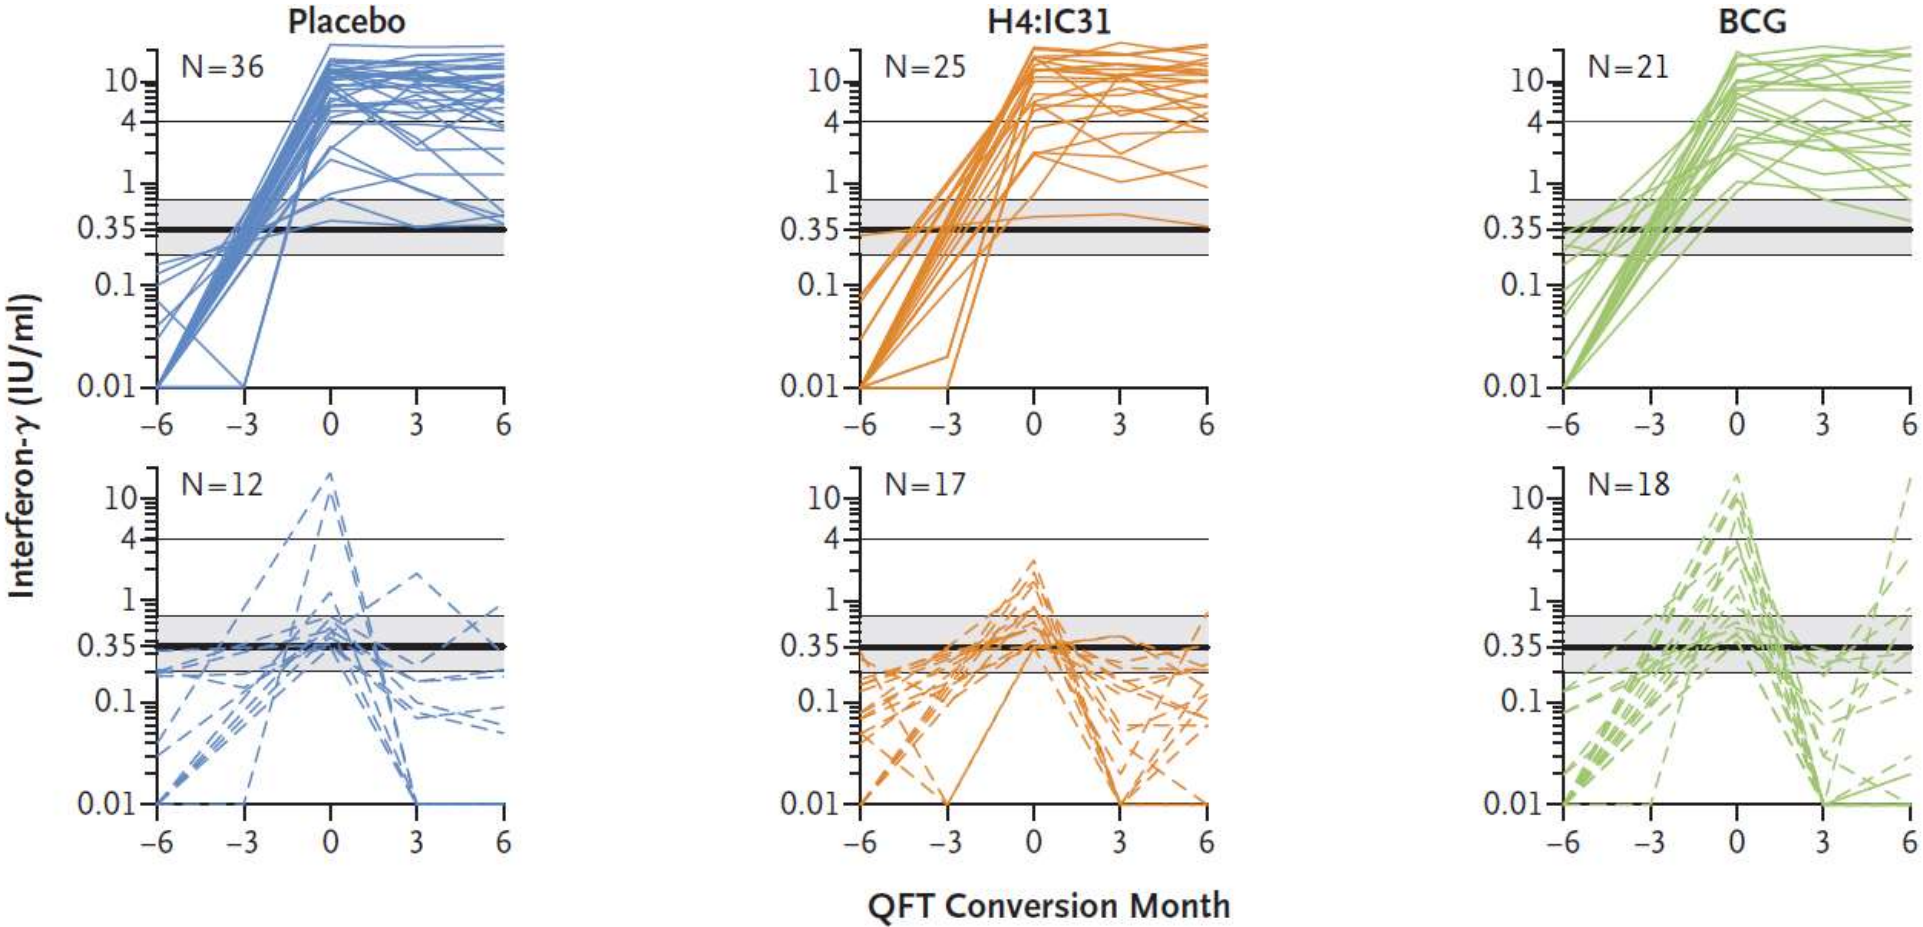 Placebo
H4:IC31
BCG
N=36
N=25
N=21
10
4
1
0.35
0.1
0.01
−6 −3 0 3 6
10
4
1
0.35
0.1
0.01
−6 −3 0 3 6
10
4
1
0.35
0.1
0.01
−6 −3 0 3 6
Interferon-γ (IU/ml)
N=12
N=17
N=18
10
4
1
0.35
0.1
0.01
−6 −3 0 3 6
10
4
1
0.35
0.1
0.01
−6 −3 0 3 6
10
4
1
0.35
0.1
0.01
−6 −3 0 3 6
QFT Conversion Month